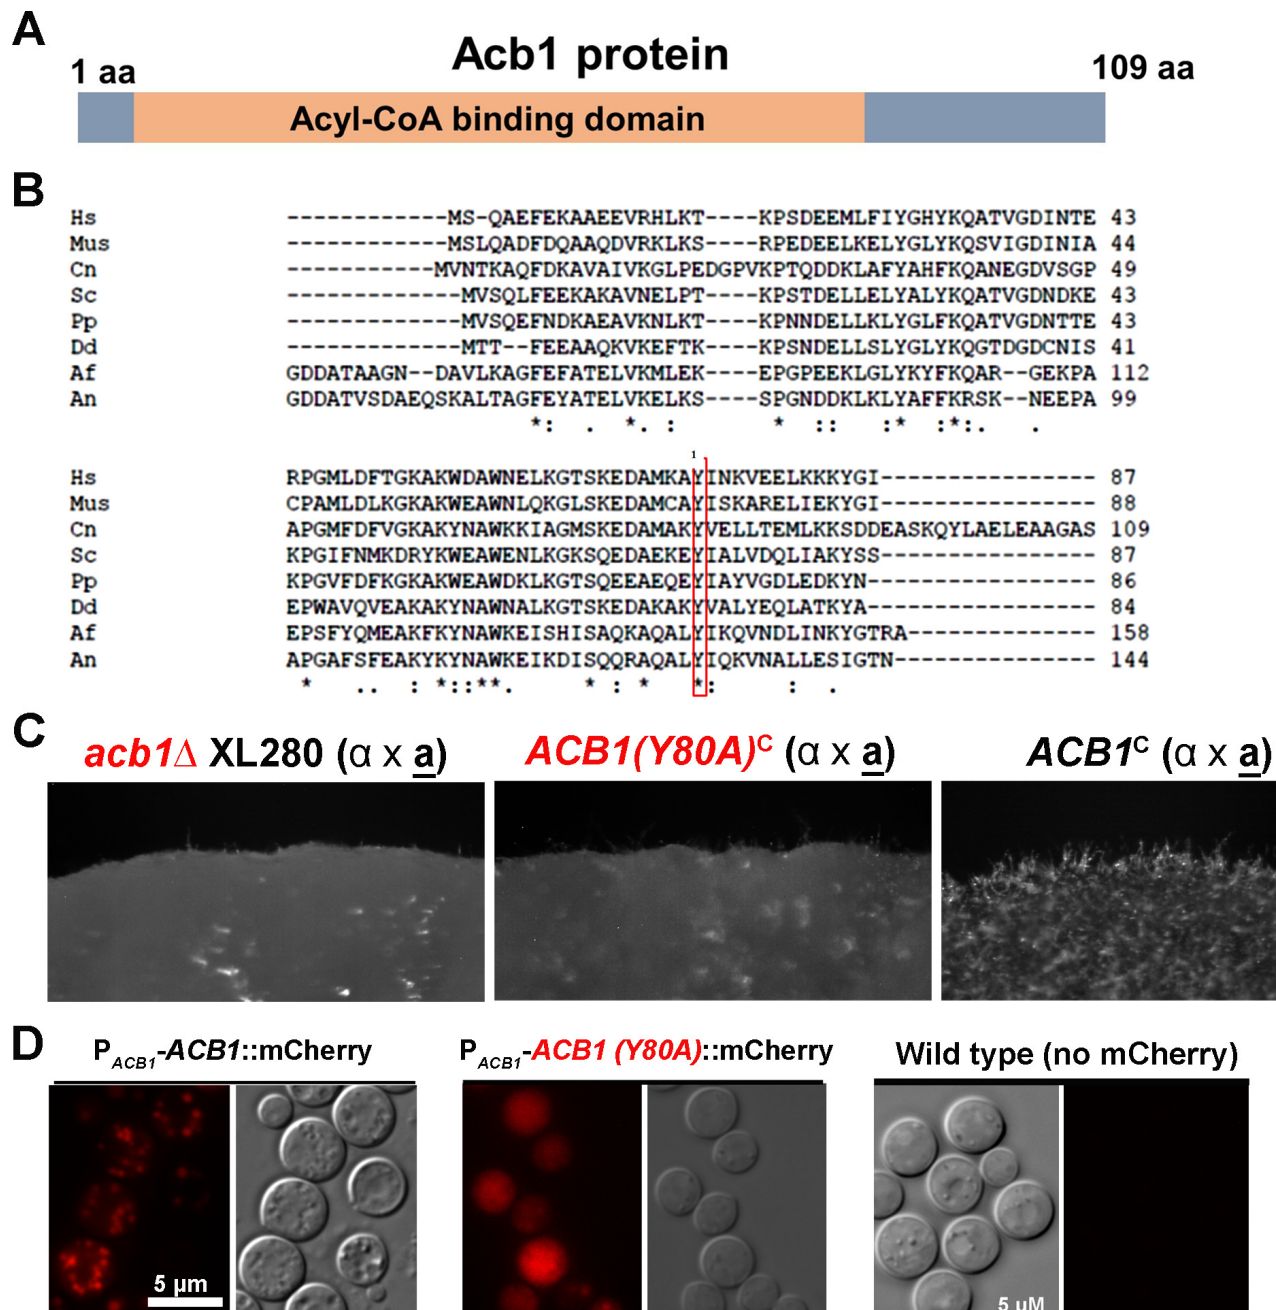 A
Acb1 protein
1 aa
109 aa
Acyl-CoA binding domain
B
Hs ------------MS-QAEFEKAAEEVRHLKT----KPSDEEMLFIYGHYKQATVGDINTE 43
Mus ------------MSLQADFDQAAQDVRKLKS----RPEDEELKELYGLYKQSVIGDINIA 44
Cn -----------MVNTKAQFDKAVAIVKGLPEDGPVKPTQDDKLAFYAHFKQANEGDVSGP 49
Sc -------------MVSQLFEEKAKAVNELPT----KPSTDELLELYALYKQATVGDNDKE 43
Pp -------------MVSQEFNDKAEAVKNLKT----KPNNDELLKLYGLFKQATVGDNTTE 43
Dd -------------MTT--FEEAAQKVKEFTK----KPSNDELLSLYGLYKQGTDGDCNIS 41
Af GDDATAAGN--DAVLKAGFEFATELVKMLEK----EPGPEEKLGLYKYFKQAR--GEKPA 112
An GDDATVSDAEQSKALTAGFEYATELVKELKS----SPGNDDKLKLYAFFKRSK--NEEPA 99
*: . *. : * :: :* :*:. .
1
Hs RPGMLDFTGKAKWDAWNELKGTSKEDAMKAYINKVEELKKKYGI---------------- 87
Mus CPAMLDLKGKAKWEAWNLQKGLSKEDAMCAYISKARELIEKYGI---------------- 88
Cn APGMFDFVGKAKYNAWKKIAGMSKEDAMAKYVELLTEMLKKSDDEASKQYLAELEAAGAS 109
Sc KPGIFNMKDRYKWEAWENLKGKSQEDAEKEYIALVDQLIAKYSS---------------- 87
Pp KPGVFDFKGKAKWEAWDKLKGTSQEEAEQEYIAYVGDLEDKYN----------------- 86
Dd EPWAVQVEAKAKYNAWNALKGTSKEDAKAKYVALYEQLATKYA----------------- 84
Af EPSFYQMEAKFKYNAWKEISHISAQKAQALYIKQVNDLINKYGTRA-------------- 158
An APGAFSFEAKYKYNAWKEIKDISQQRAQALYIQKVNALLESIGTN--------------- 144
* .. : *::**. * : * *: : .
C
acb1Δ XL280 (α x a)
ACB1(Y80A)ᶜ (α x a)
ACB1ᶜ (α x a)
D
PACB1-ACB1::mCherry
PACB1-ACB1 (Y80A)::mCherry
Wild type (no mCherry)
5 µm
5 µM